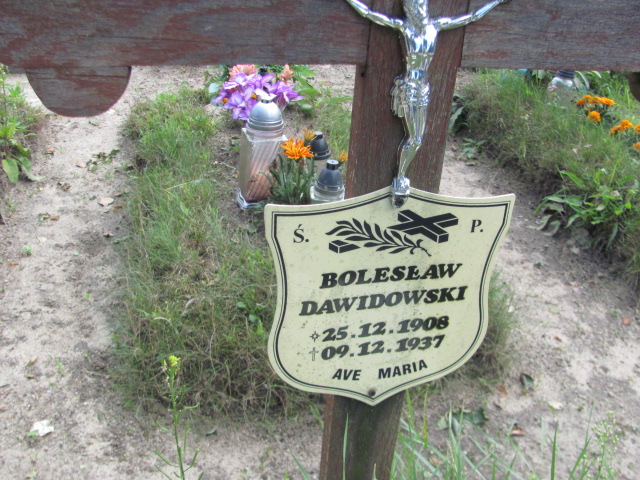 Ś. P.
BOLESŁAW
DAWIDOWSKI
✧25.12.1908
†09.12.1937
AVE MARIA